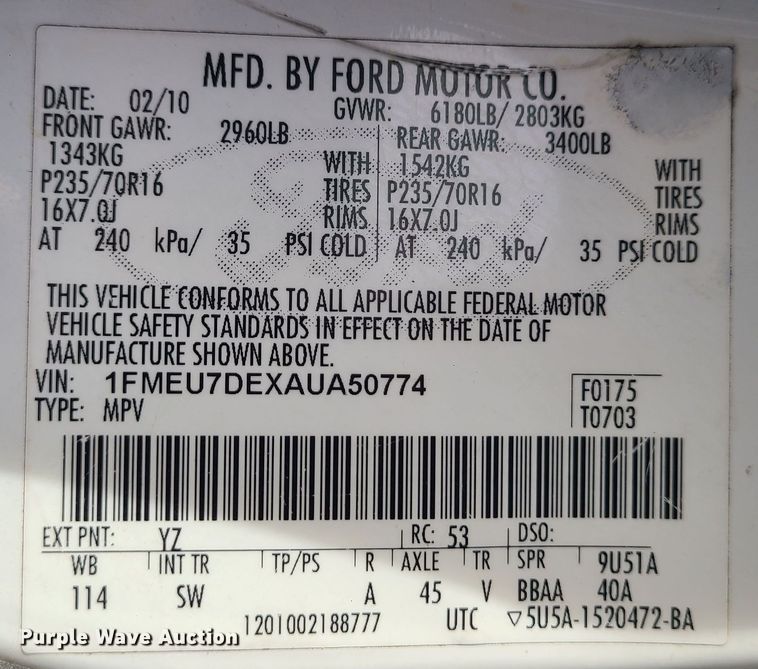 MFD. BY FORD MOTOR CO.
DATE: 02/10 GVWR: 6180LB/ 2803KG
FRONT GAWR: 2960LB REAR GAWR: 3400LB
1343KG WITH 1542KG WITH
P235/70R16 TIRES P235/70R16 TIRES
16X7.0J RIMS 16X7.0J RIMS
AT 240 kPa/ 35 PSI COLD AT 240 kPa/ 35 PSI COLD
THIS VEHICLE CONFORMS TO ALL APPLICABLE FEDERAL MOTOR
VEHICLE SAFETY STANDARDS IN EFFECT ON THE DATE OF
MANUFACTURE SHOWN ABOVE.
VIN: 1FMEU7DEXAUA50774 F0175
TYPE: MPV T0703
EXT PNT: YZ RC: 53 DSO:
WB INT TR TP/PS R AXLE TR SPR 9U51A
114 SW A 45 V BBAA 40A
1201002188777 UTC ▽5U5A-1520472-BA
Purple Wave Auction